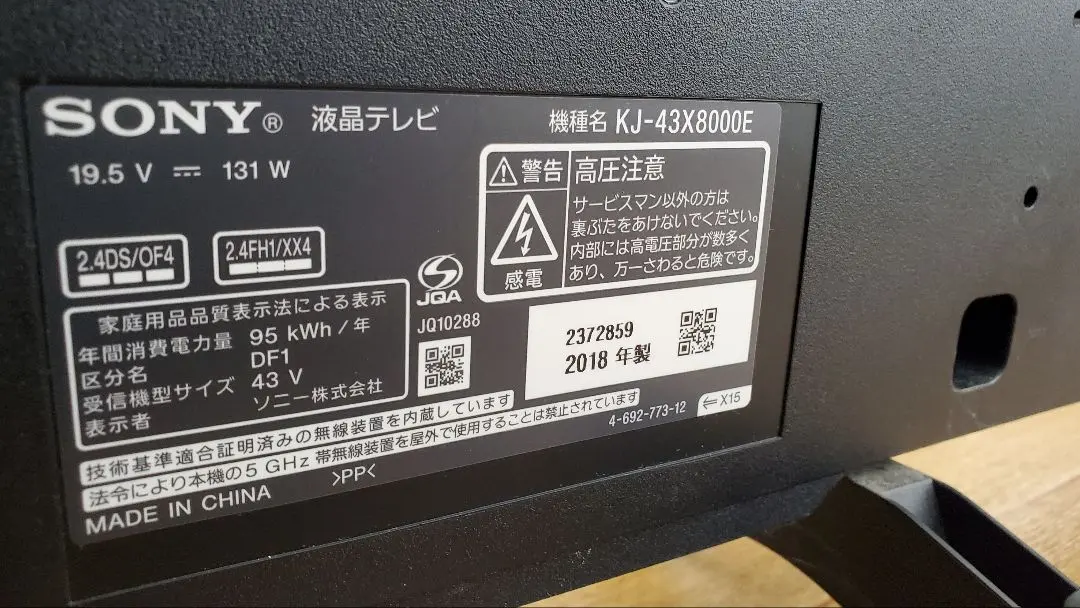 SONY® 液晶テレビ
機種名 KJ-43X8000E
19.5 V ⎓ 131 W
⚠警告
高圧注意
サービスマン以外の方は
裏ぶたをあけないでください。
内部には高電圧部分が数多く
あり、万一さわると危険です。
感電
2.4DS/OF4
2.4FH1/XX4
JQA
JQ10288
家庭用品品質表示法による表示
年間消費電力量 95 kWh / 年
区分名 DF1
受信機型サイズ 43 V
表示者 ソニー株式会社
2372859
2018 年製
技術基準適合証明済みの無線装置を内蔵しています
法令により本機の5 GHz 帯無線装置を屋外で使用することは禁止されています
4-692-773-12
⇐ X15
MADE IN CHINA
>PP<